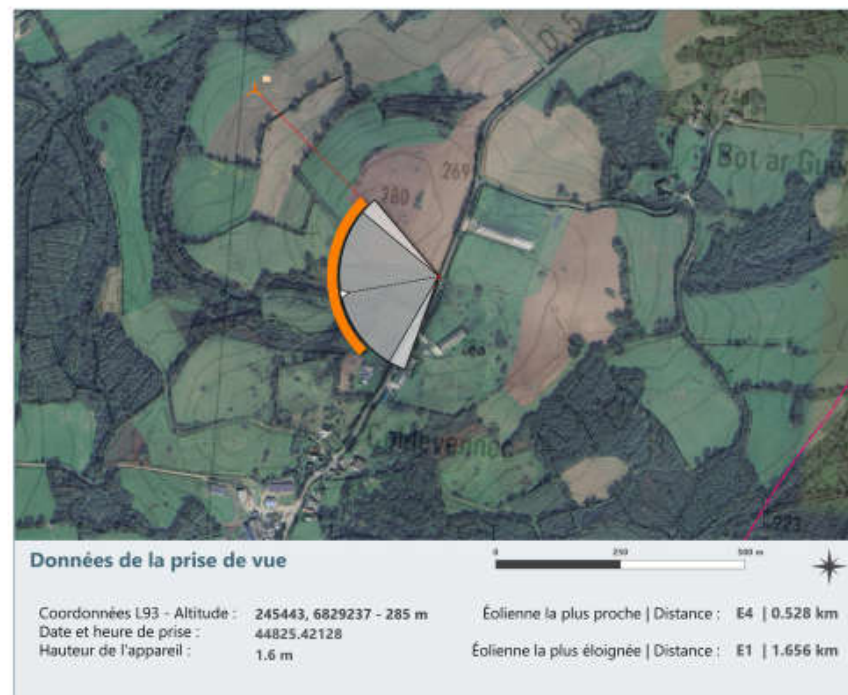 D 5
269
280
Bot ar Gu
223
Données de la prise de vue
0 250 500 m
Coordonnées L93 - Altitude : 245443, 6829237 - 285 m
Éolienne la plus proche | Distance : E4 | 0.528 km
Date et heure de prise : 44825.42128
Hauteur de l'appareil : 1.6 m
Éolienne la plus éloignée | Distance : E1 | 1.656 km